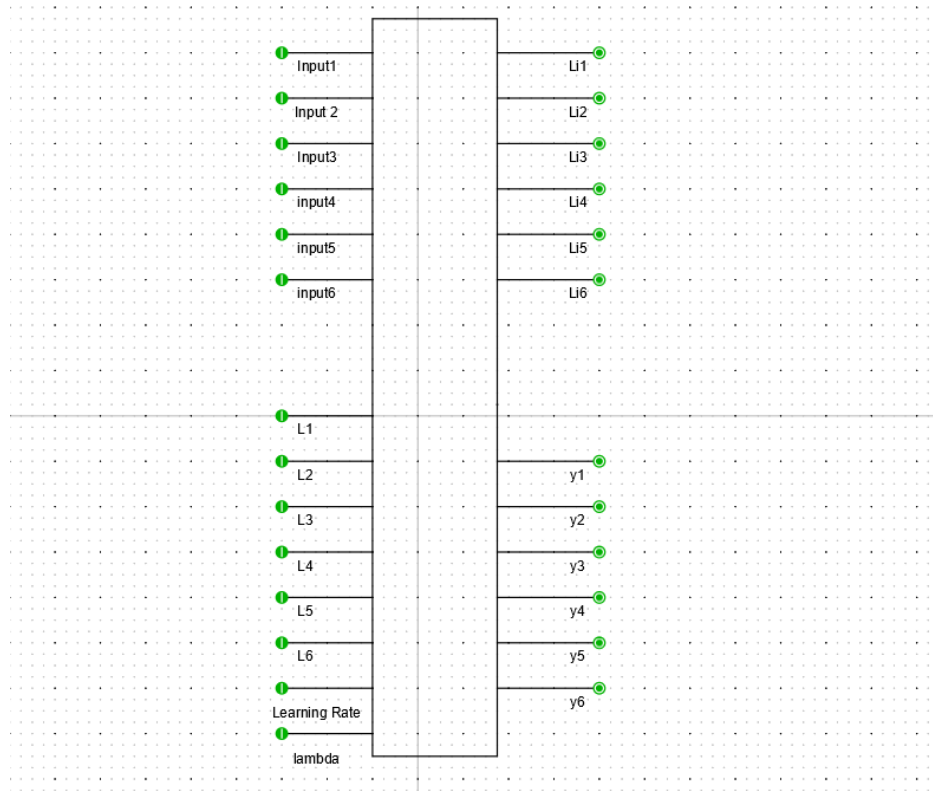 Input1
Li1
Input 2
Li2
Input3
Li3
input4
Li4
input5
Li5
input6
Li6
L1
L2
y1
L3
y2
L4
y3
L5
y4
L6
y5
Learning Rate
y6
lambda